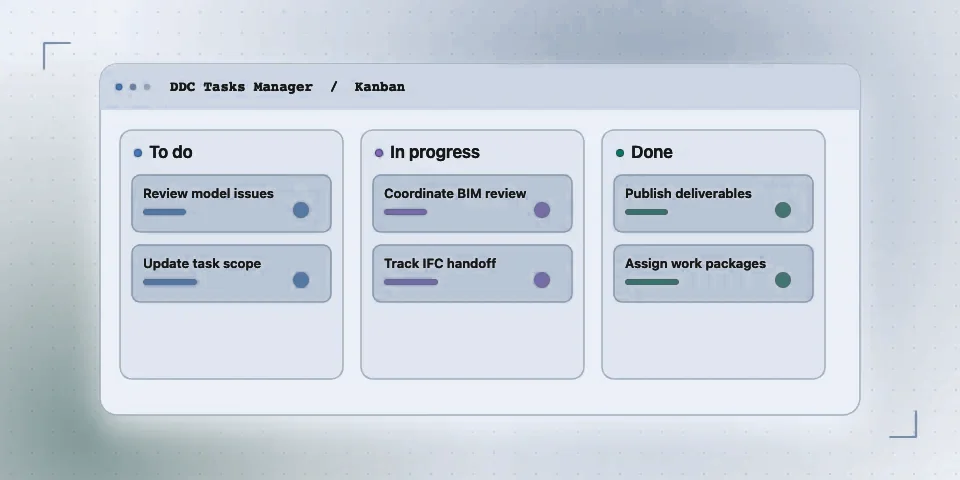 DDC Tasks Manager / Kanban
To do
Review model issues
Update task scope
In progress
Coordinate BIM review
Track IFC handoff
Done
Publish deliverables
Assign work packages